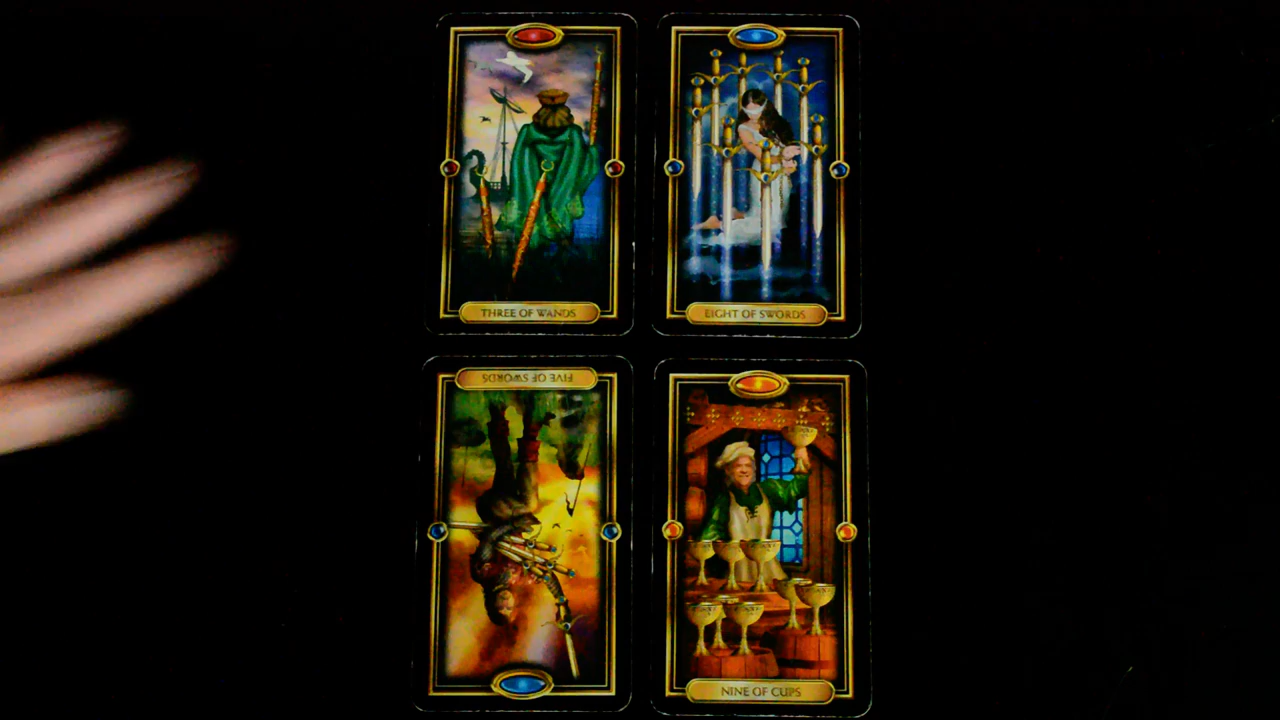 THREE OF WANDS
EIGHT OF SWORDS
FIVE OF SWORDS
NINE OF CUPS